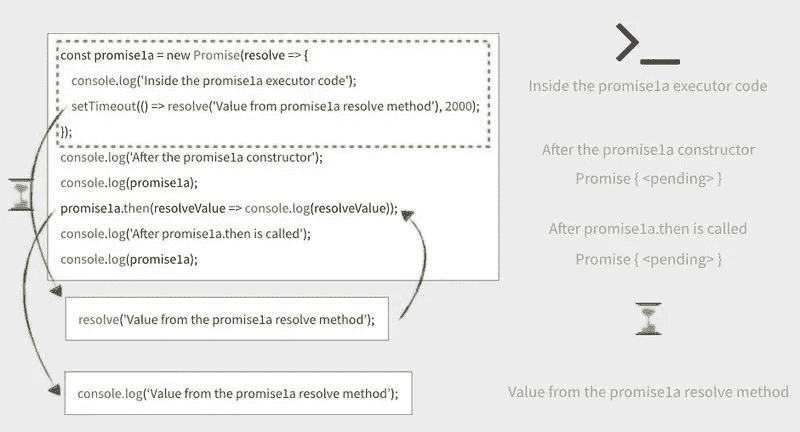 const promise1a = new Promise(resolve => {
console.log('Inside the promise1a executor code');
setTimeout(() => resolve('Value from promise1a resolve method'), 2000);
});
console.log('After the promise1a constructor');
console.log(promise1a);
promise1a.then(resolveValue => console.log(resolveValue));
console.log('After promise1a.then is called');
console.log(promise1a);
resolve('Value from the promise1a resolve method');
console.log('Value from the promise1a resolve method');
>_
Inside the promise1a executor code
After the promise1a constructor
Promise { <pending> }
After promise1a.then is called
Promise { <pending> }
Value from the promise1a resolve method